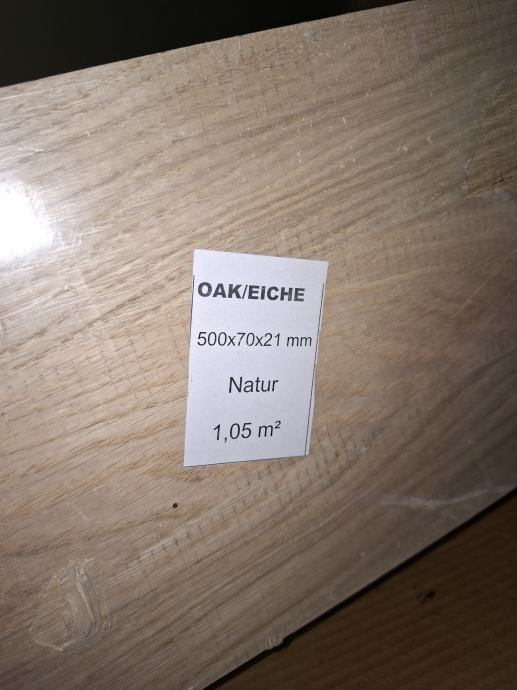 OAK/EICHE
500x70x21 mm
Natur
1,05 m²